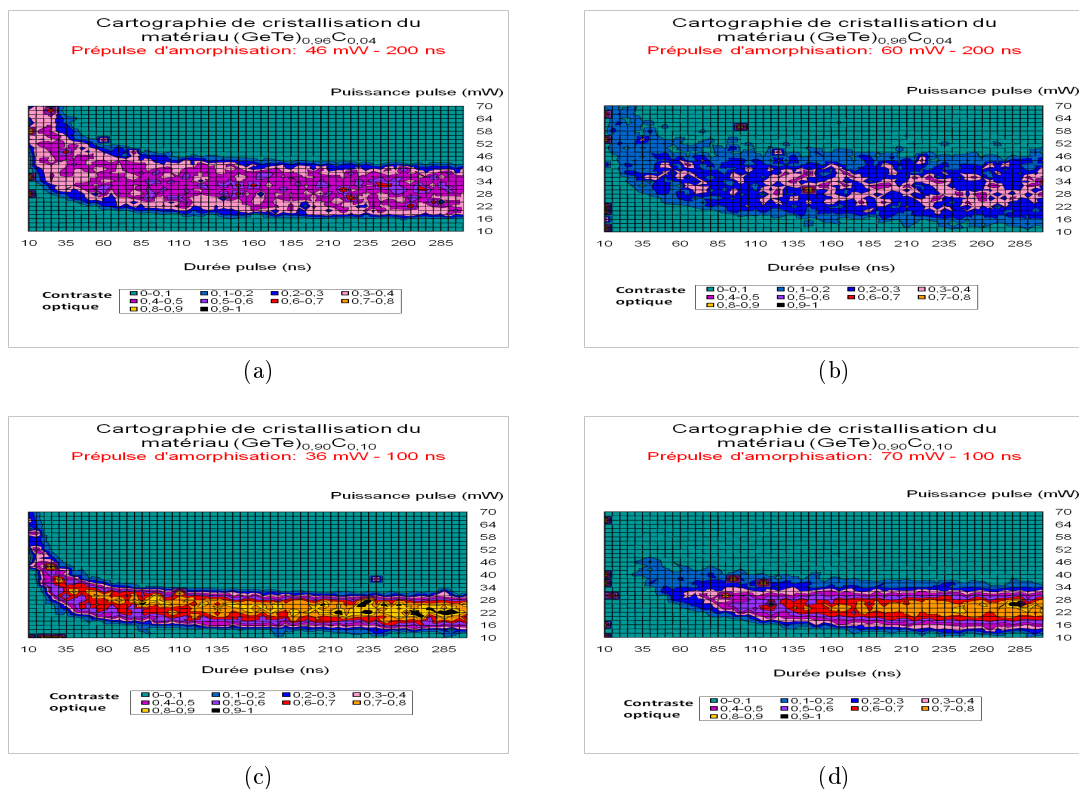 Cartographie de cristallisation du
matériau (GeTe)0,96C0,04
Prépulse d'amorphisation: 46 mW - 200 ns
Puissance pulse (mW)
70
64
58
52
46
40
34
28
22
16
10
10 35 60 85 110 135 160 185 210 235 260 285
Durée pulse (ns)
Contraste optique
0-0,1 0,1-0,2 0,2-0,3 0,3-0,4
0,4-0,5 0,5-0,6 0,6-0,7 0,7-0,8
0,8-0,9 0,9-1
(a)
Cartographie de cristallisation du
matériau (GeTe)0,96C0,04
Prépulse d'amorphisation: 60 mW - 200 ns
Puissance pulse (mW)
70
64
58
52
46
40
34
28
22
16
10
10 35 60 85 110 135 160 185 210 235 260 285
Durée pulse (ns)
Contraste optique
0-0,1 0,1-0,2 0,2-0,3 0,3-0,4
0,4-0,5 0,5-0,6 0,6-0,7 0,7-0,8
0,8-0,9 0,9-1
(b)
Cartographie de cristallisation du
matériau (GeTe)0,90C0,10
Prépulse d'amorphisation: 36 mW - 100 ns
Puissance pulse (mW)
70
64
58
52
46
40
34
28
22
16
10
10 35 60 85 110 135 160 185 210 235 260 285
Durée pulse (ns)
Contraste optique
0-0,1 0,1-0,2 0,2-0,3 0,3-0,4
0,4-0,5 0,5-0,6 0,6-0,7 0,7-0,8
0,8-0,9 0,9-1
(c)
Cartographie de cristallisation du
matériau (GeTe)0,90C0,10
Prépulse d'amorphisation: 70 mW - 100 ns
Puissance pulse (mW)
70
64
58
52
46
40
34
28
22
16
10
10 35 60 85 110 135 160 185 210 235 260 285
Durée pulse (ns)
Contraste optique
0-0,1 0,1-0,2 0,2-0,3 0,3-0,4
0,4-0,5 0,5-0,6 0,6-0,7 0,7-0,8
0,8-0,9 0,9-1
(d)